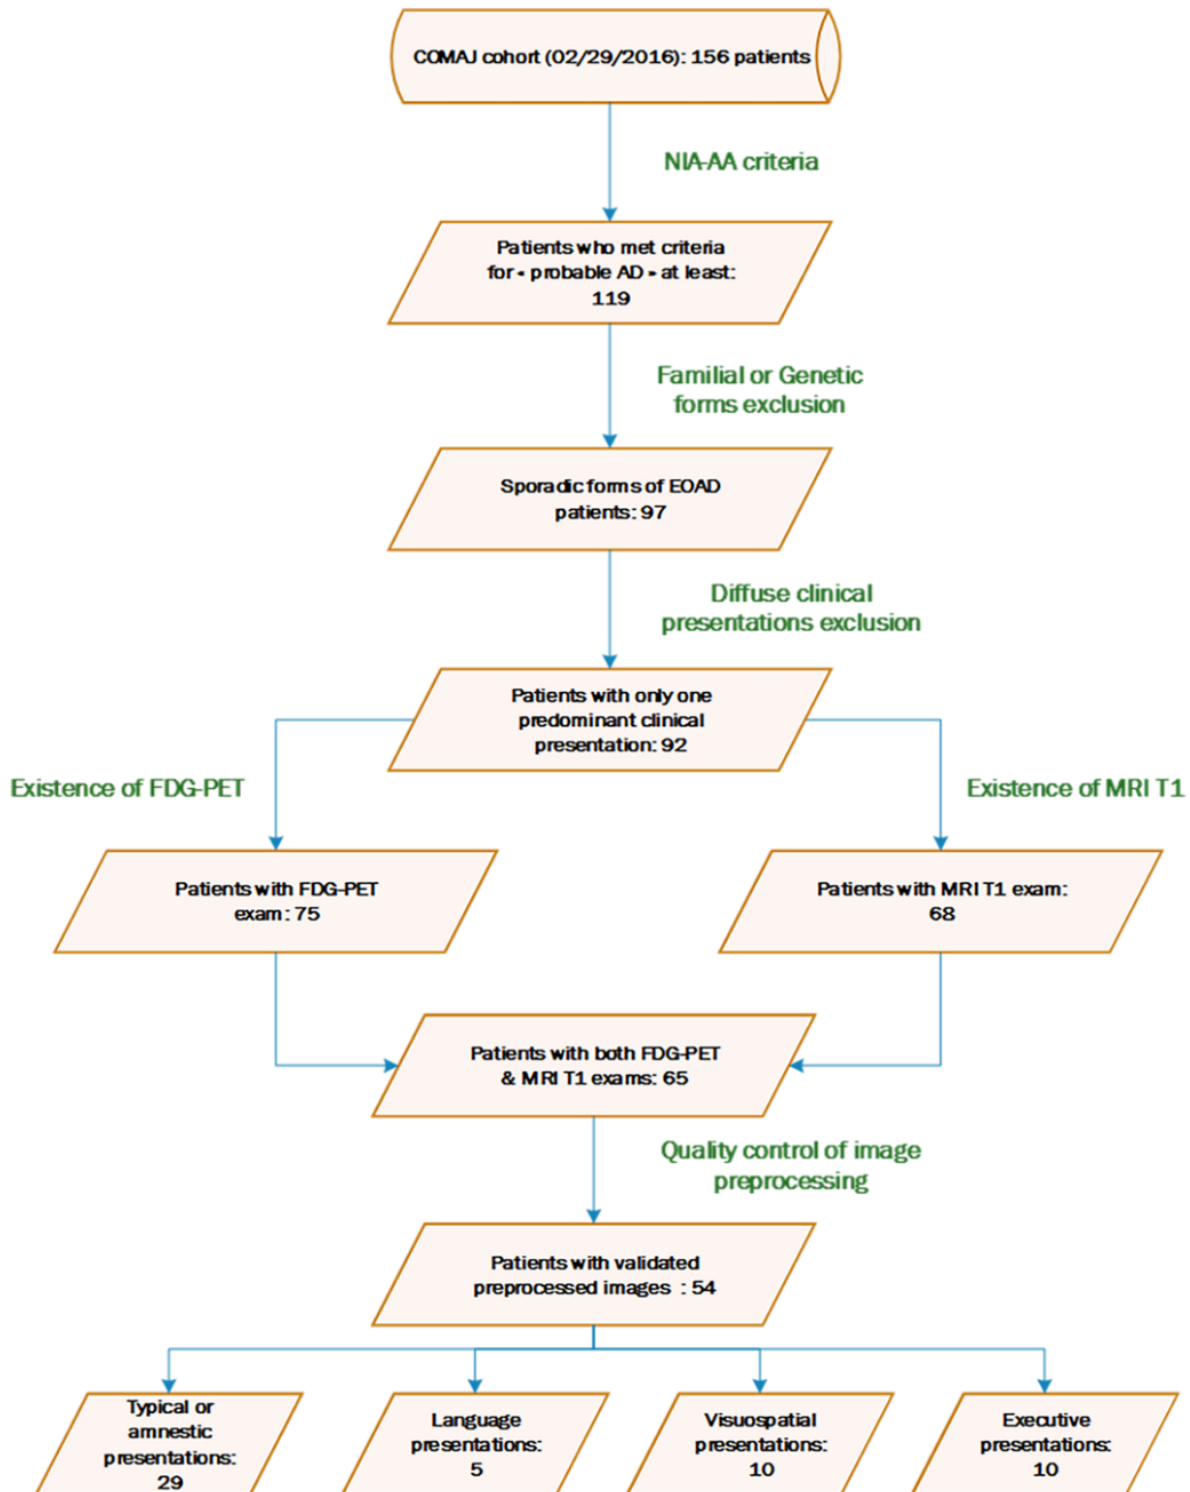 COMAJ cohort (02/29/2016): 156 patients
NIA-AA criteria
Patients who met criteria
for « probable AD » at least:
119
Familial or Genetic
forms exclusion
Sporadic forms of EOAD
patients: 97
Diffuse clinical
presentations exclusion
Patients with only one
predominant clinical
presentation: 92
Existence of FDG-PET
Existence of MRI T1
Patients with FDG-PET
exam: 75
Patients with MRI T1 exam:
68
Patients with both FDG-PET
& MRI T1 exams: 65
Quality control of image
preprocessing
Patients with validated
preprocessed images : 54
Typical or
amnestic
presentations:
29
Language
presentations:
5
Visuospatial
presentations:
10
Executive
presentations:
10